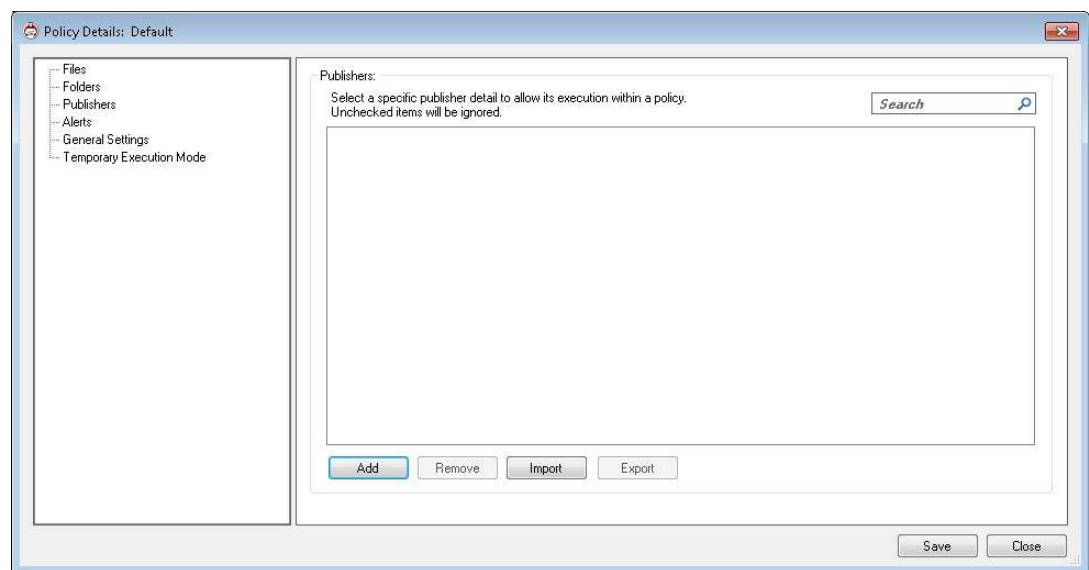 Policy Details: Default
Files
Folders
Publishers
Alerts
General Settings
Temporary Execution Mode
Publishers:
Select a specific publisher detail to allow its execution within a policy.
Unchecked items will be ignored.
Search
Add
Remove
Import
Export
Save
Close